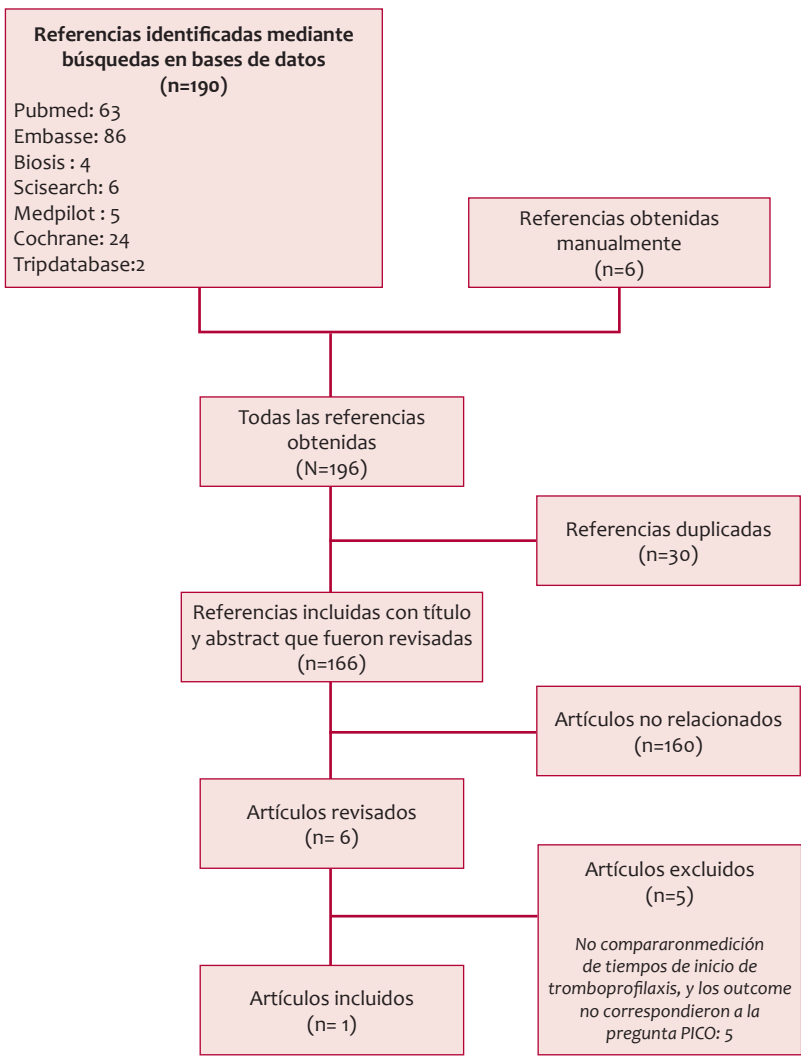 Referencias identificadas mediante
búsquedas en bases de datos
(n=190)
Pubmed: 63
Embasse: 86
Biosis : 4
Scisearch: 6
Medpilot : 5
Cochrane: 24
Tripdatabase:2
Referencias obtenidas
manualmente
(n=6)
Todas las referencias
obtenidas
(N=196)
Referencias duplicadas
(n=30)
Referencias incluidas con título
y abstract que fueron revisadas
(n=166)
Artículos no relacionados
(n=160)
Artículos revisados
(n= 6)
Artículos excluidos
(n=5)
No compararonmedición
de tiempos de inicio de
tromboprofilaxis, y los outcome
no correspondieron a la
pregunta PICO: 5
Artículos incluidos
(n= 1)